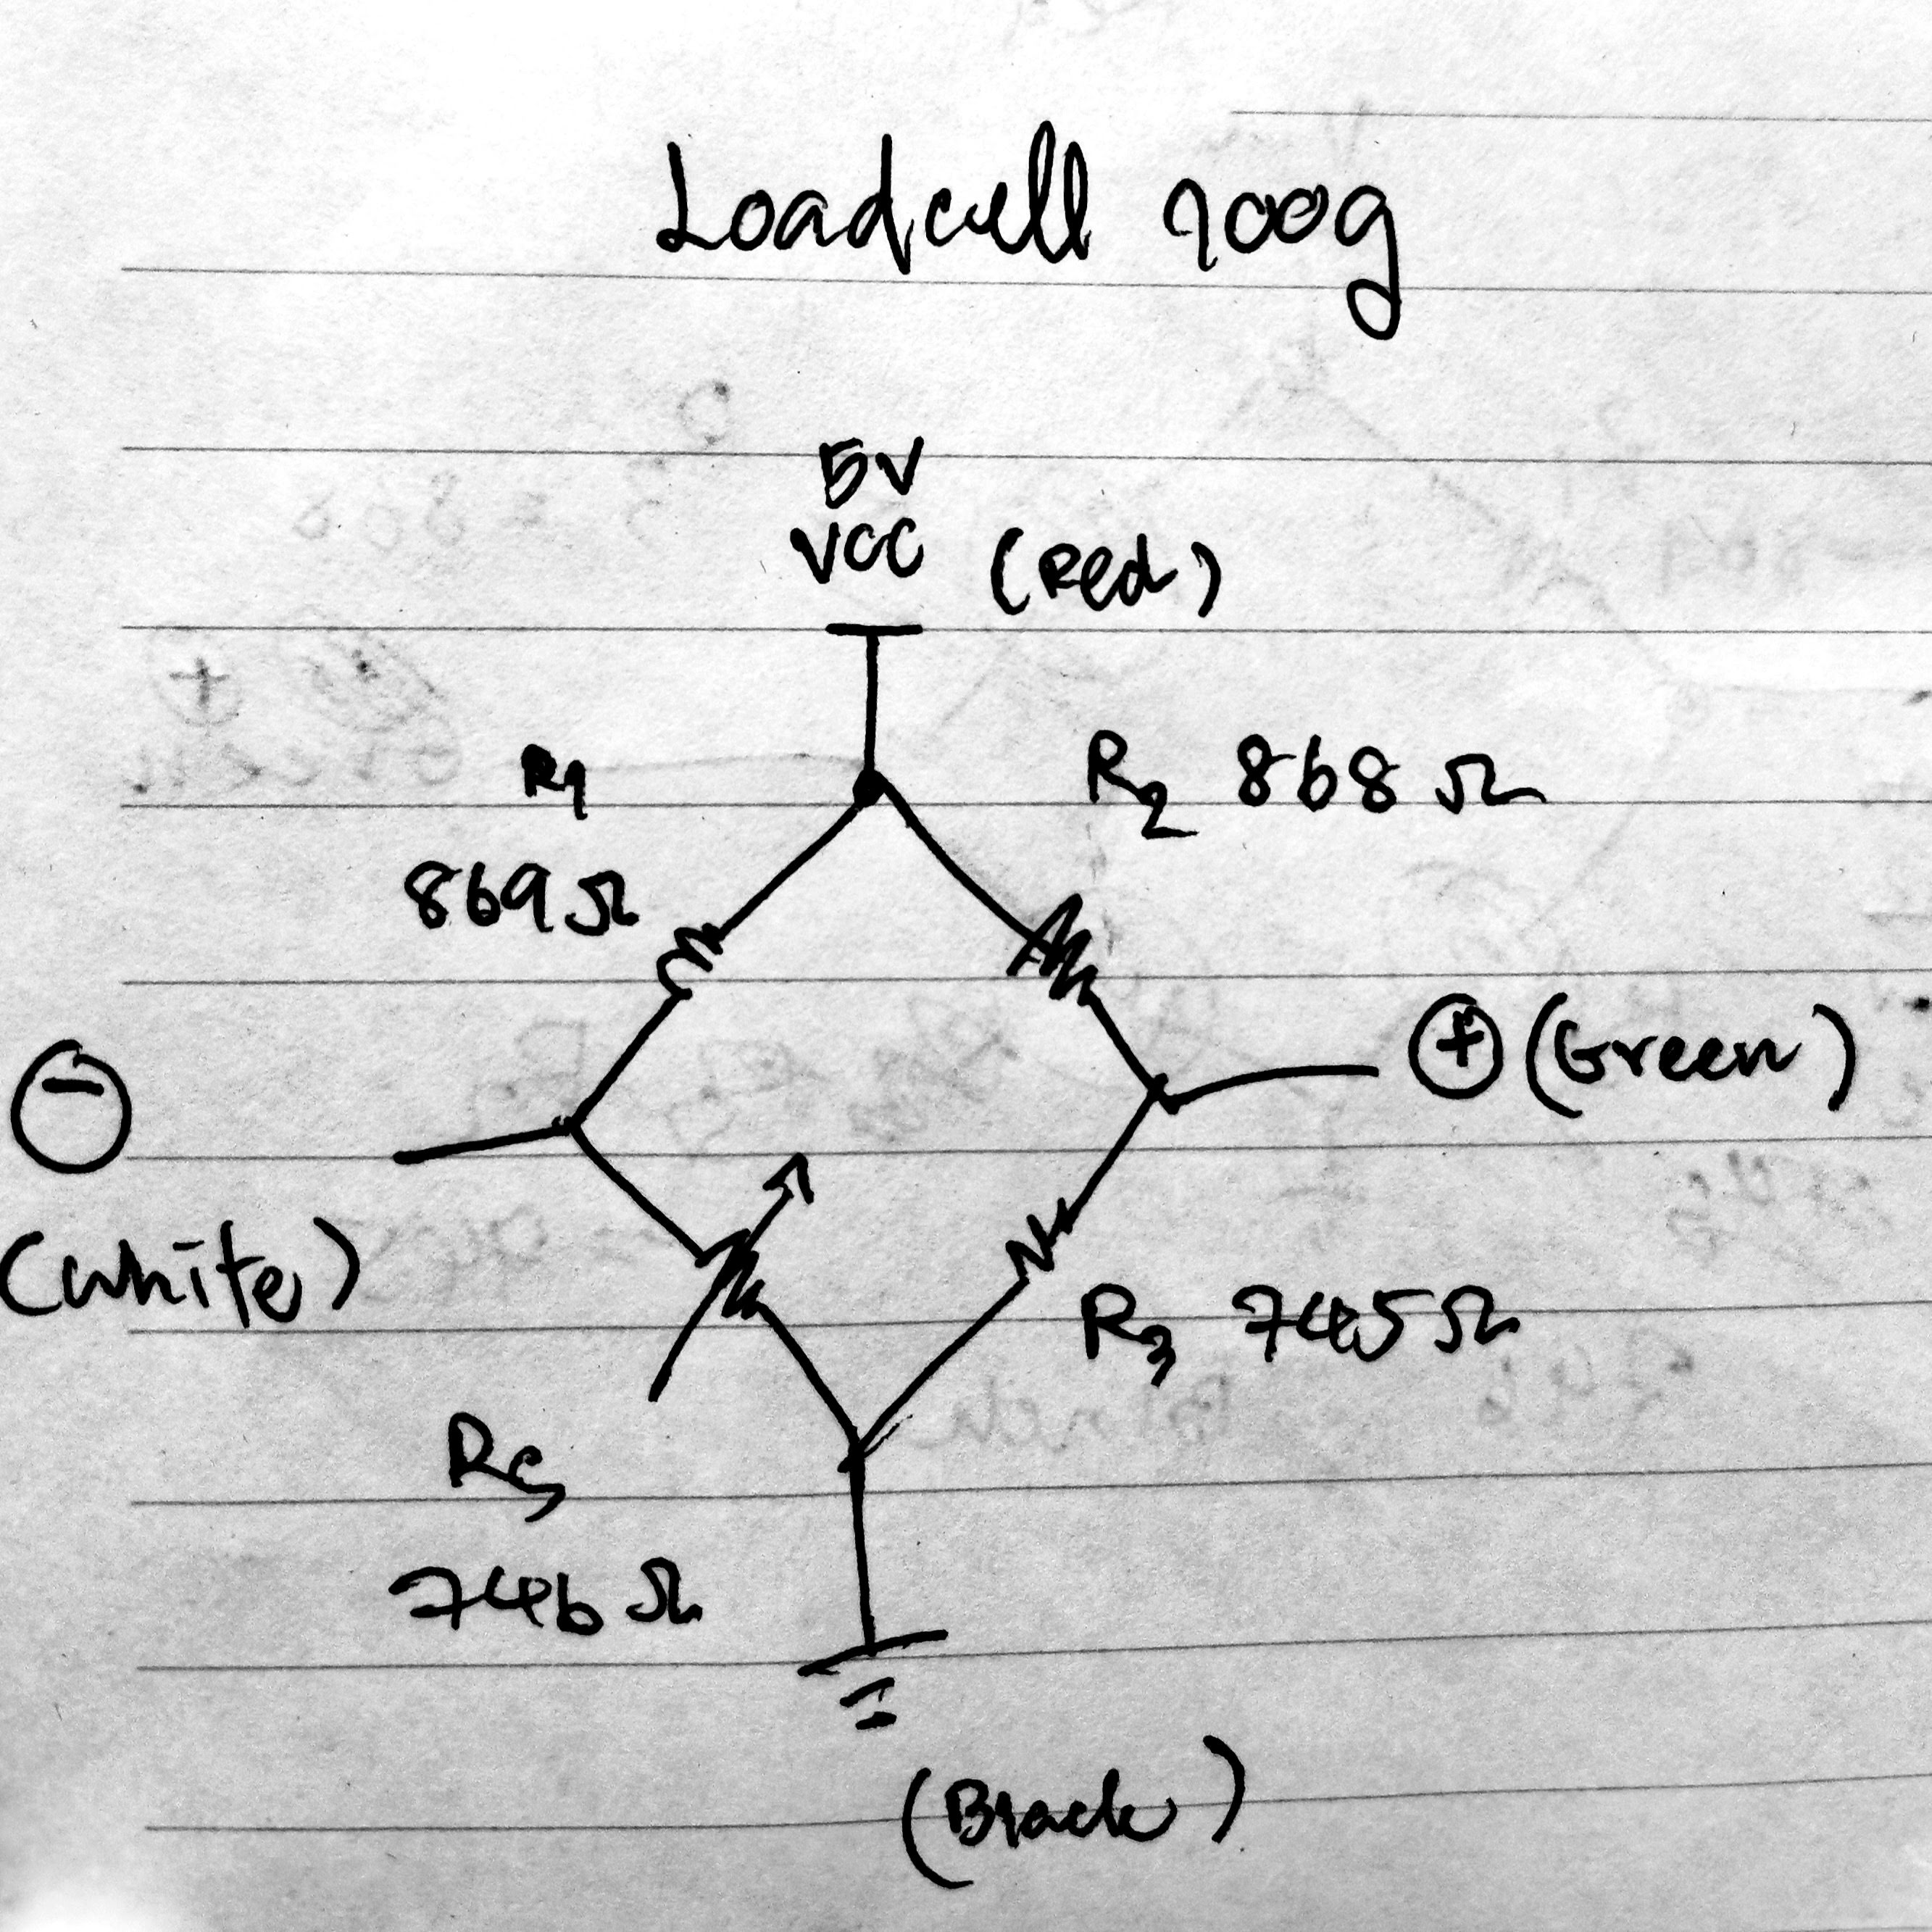 Loadcell 100g
5V
VCC (Red)
R1
869Ω
R2 868Ω
⊕ (Green)
⊖
(White)
R3 745Ω
Rs
746Ω
(Black)